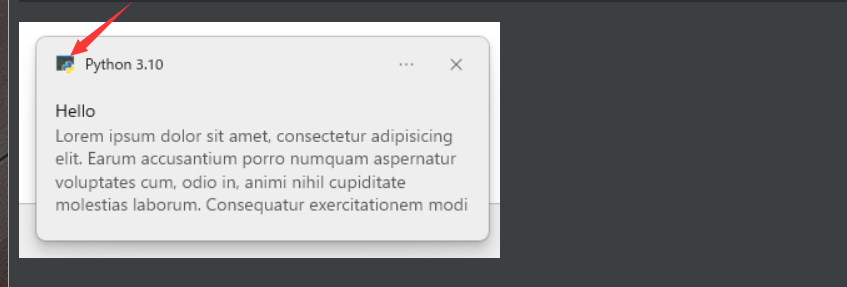 Python 3.10
Hello
Lorem ipsum dolor sit amet, consectetur adipisicing
elit. Earum accusantium porro numquam aspernatur
voluptates cum, odio in, animi nihil cupiditate
molestias laborum. Consequatur exercitationem modi